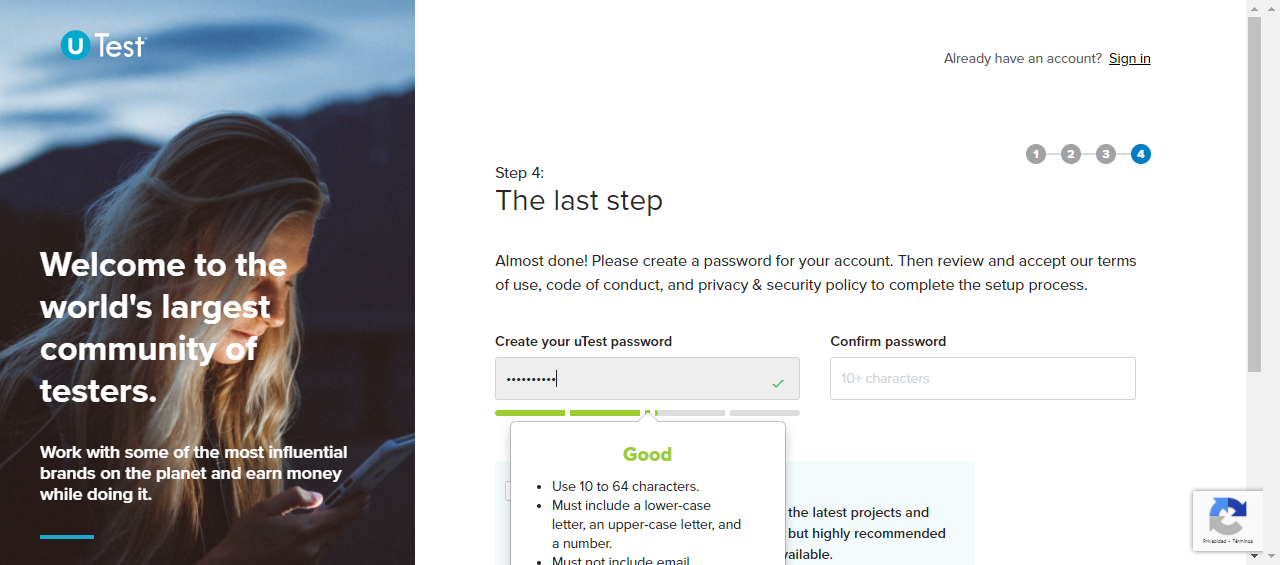 uTest
Already have an account? Sign in
1 2 3 4
Step 4:
The last step
Welcome to the
world's largest
community of
testers.
Work with some of the most influential
brands on the planet and earn money
while doing it.
Almost done! Please create a password for your account. Then review and accept our terms
of use, code of conduct, and privacy & security policy to complete the setup process.
Create your uTest password
Confirm password
••••••••••
10+ characters
Good
• Use 10 to 64 characters.
• Must include a lower-case
letter, an upper-case letter, and
a number.
• Must not include email
the latest projects and
but highly recommended
vailable.
Privacidad - Términos